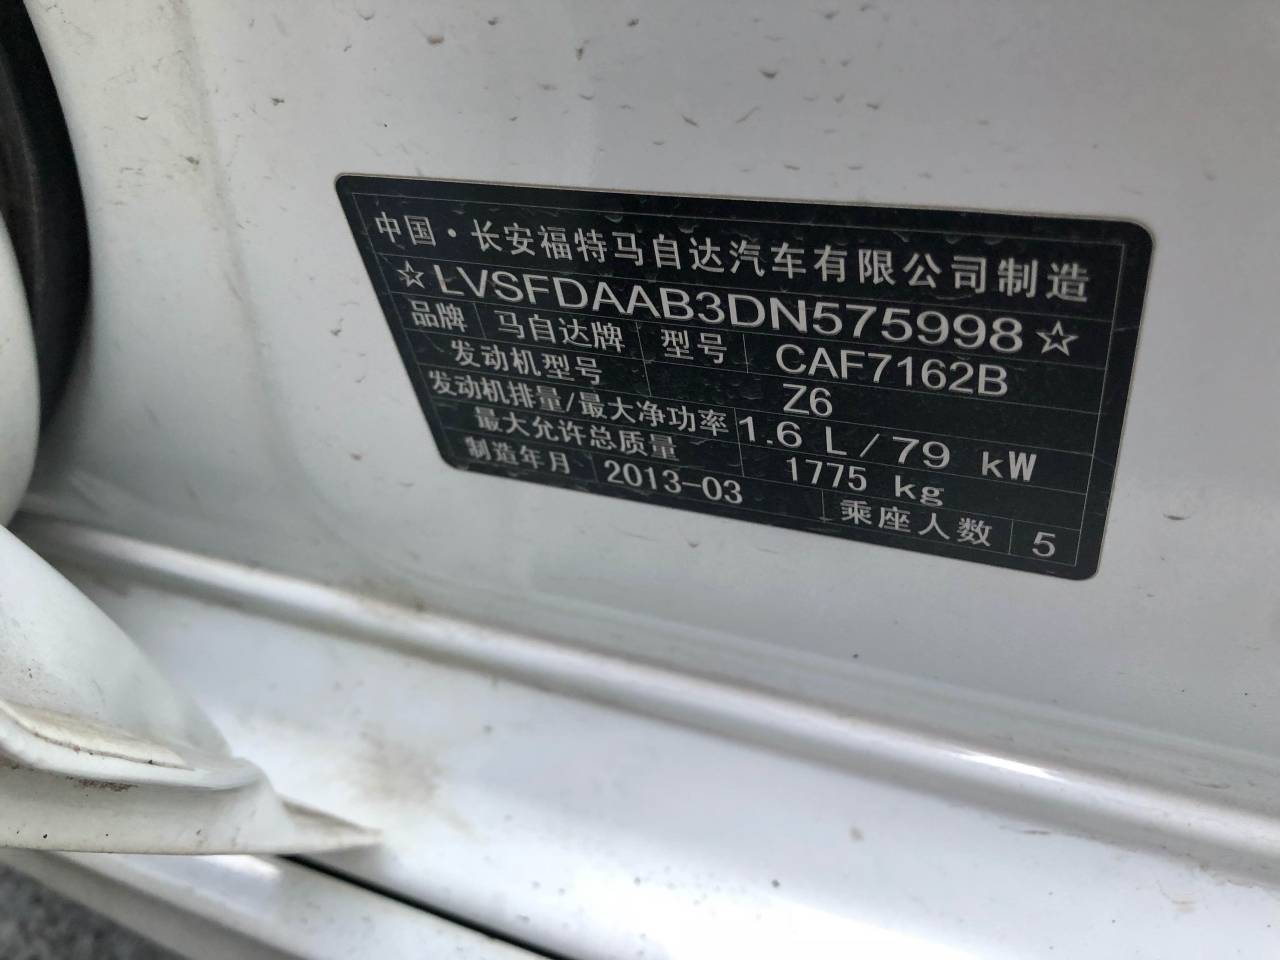 中国·长安福特马自达汽车有限公司制造
☆LVSFDAAB3DN575998☆
品牌 马自达牌 型号 CAF7162B
发动机型号 Z6
发动机排量/最大净功率 1.6 L/79 kW
最大允许总质量 1775 kg
制造年月 2013-03 乘座人数 5